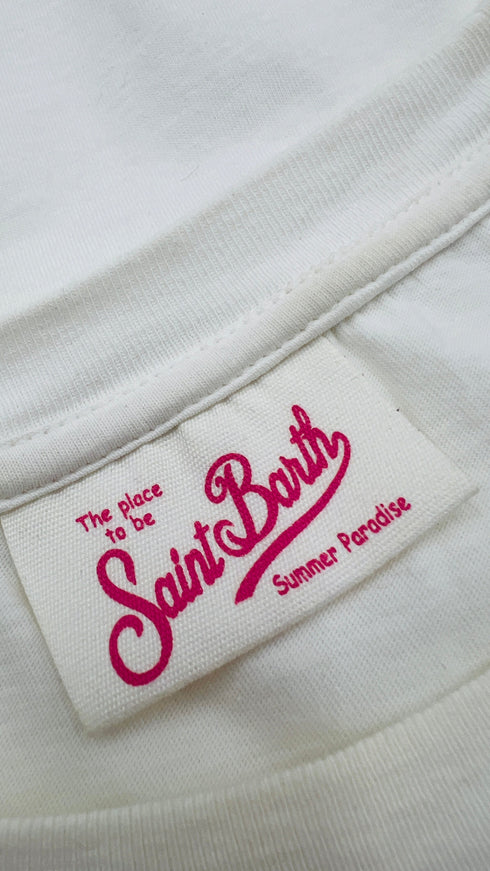 The place
to be
Saint Barth
Summer Paradise